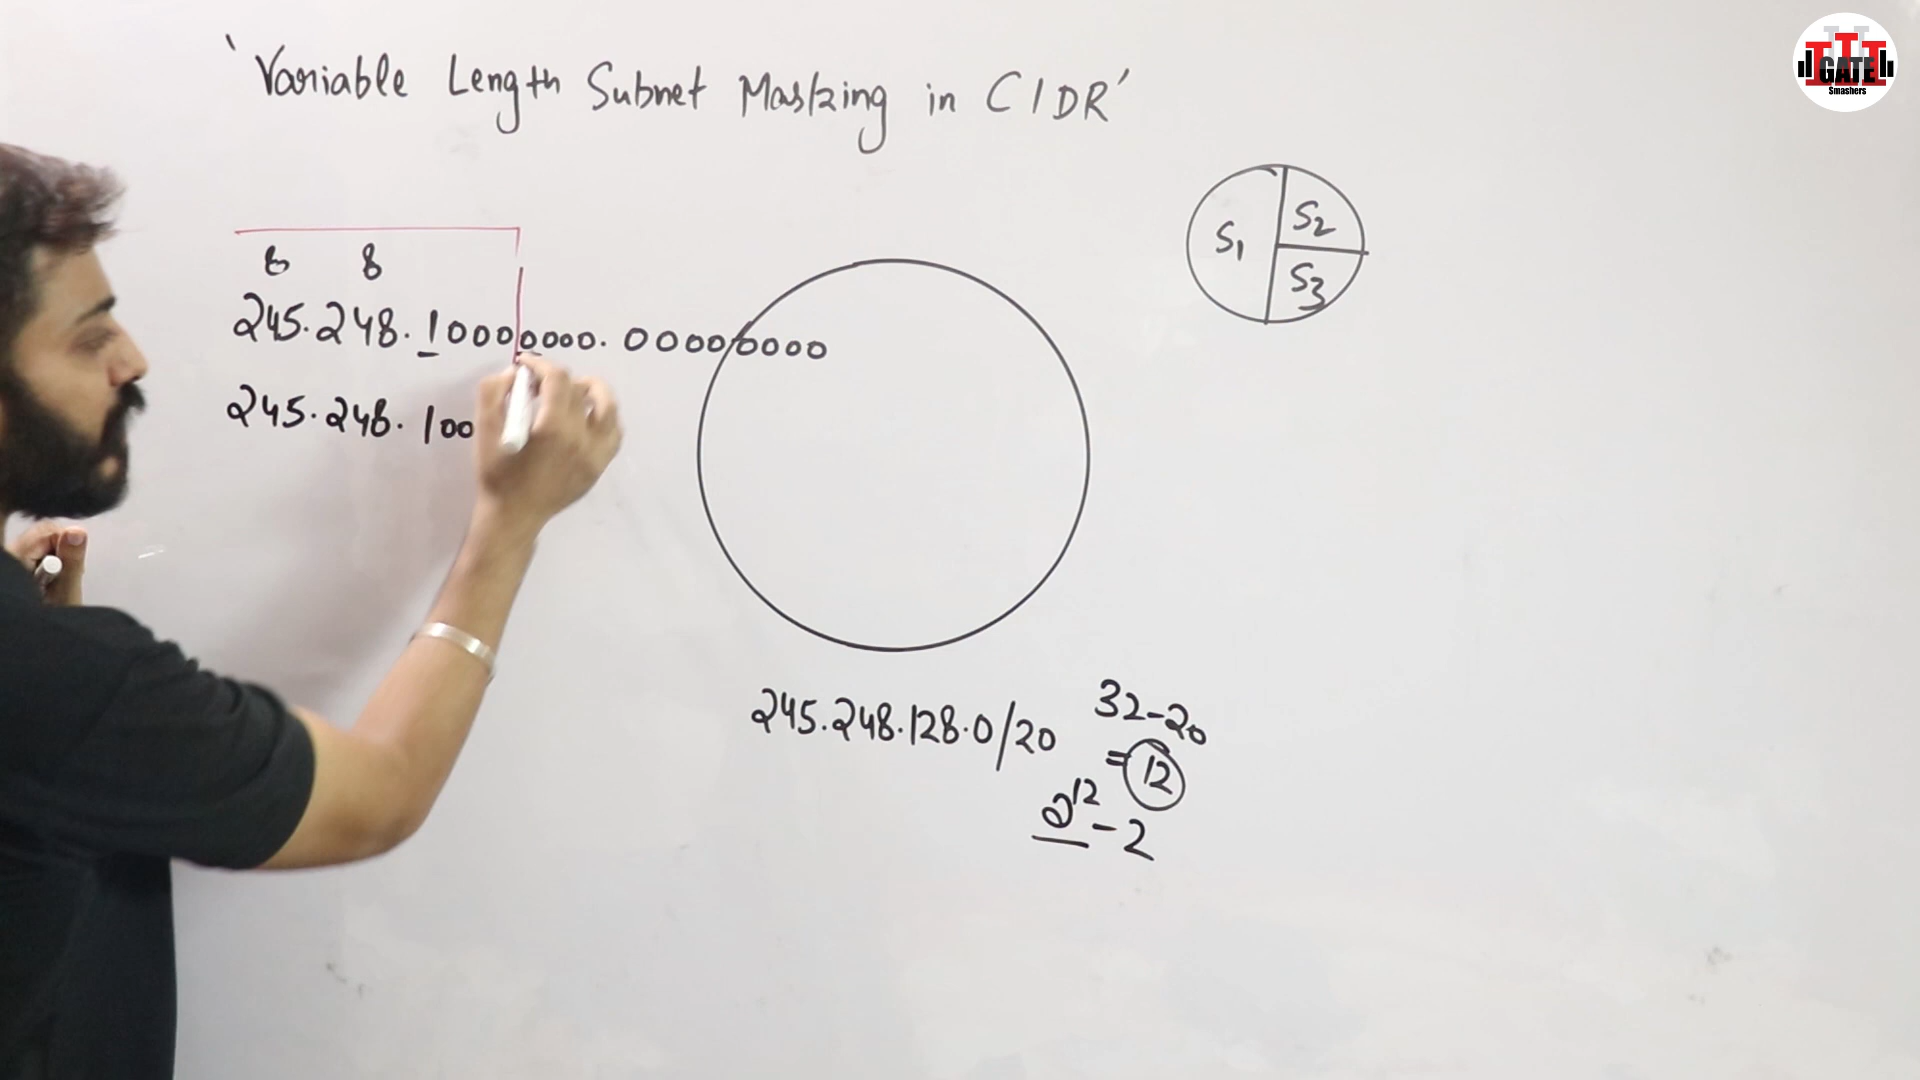 'Variable Length Subnet Masking in CIDR'
S1
S2
S3
8 8
245.248.10000000.00000000
245.248.100
245.248.128.0/20
32-20
=12
2^12-2
GATE
Smashers